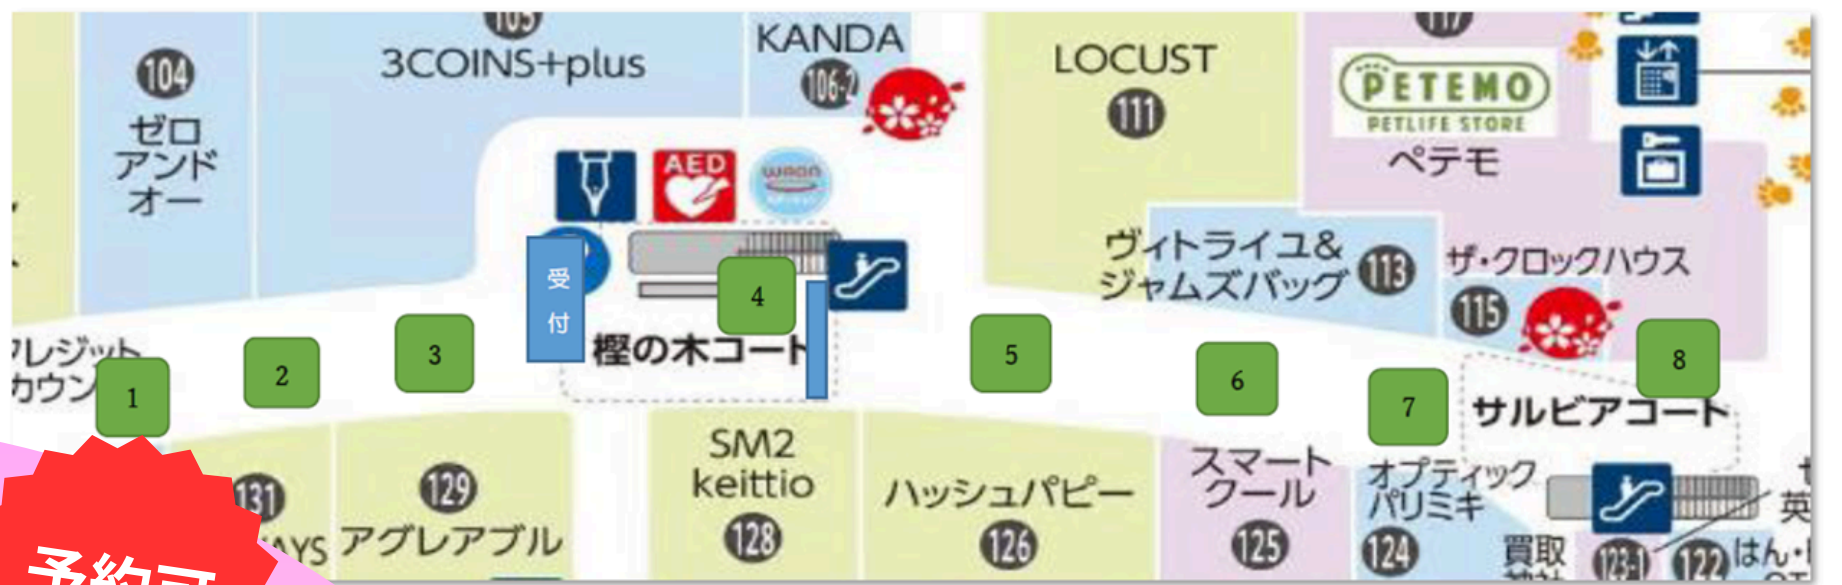 104
ゼロ
アンド
オー
105
3COINS+plus
KANDA
106-2
LOCUST
111
117
PETEMO
PETLIFE STORE
ペテモ
AED
WAON
ヴィトライユ&
ジャムズバッグ
113
ザ・クロックハウス
115
受
付
樫の木コート
1
2
3
4
5
6
7
8
サルビアコート
131
129
アグレアブル
SM2
keittio
128
ハッシュパピー
126
スマート
クール
125
オプティック
パリミキ
124
買取
123-1
122
はん・
英
予約可